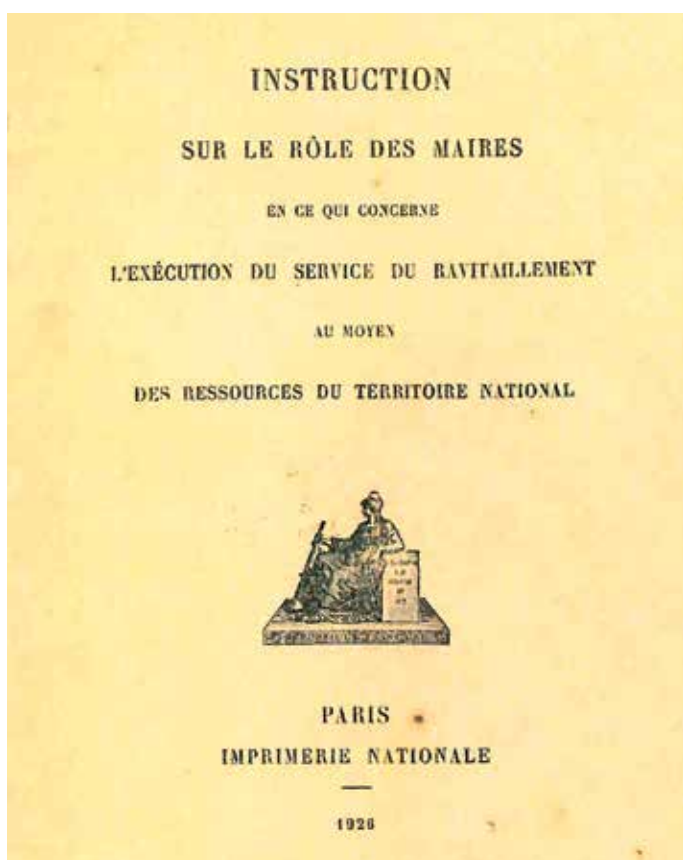 INSTRUCTION
SUR LE RÔLE DES MAIRES
EN CE QUI CONCERNE
L'EXÉCUTION DU SERVICE DU RAVITAILLEMENT
AU MOYEN
DES RESSOURCES DU TERRITOIRE NATIONAL
PARIS
IMPRIMERIE NATIONALE
1926